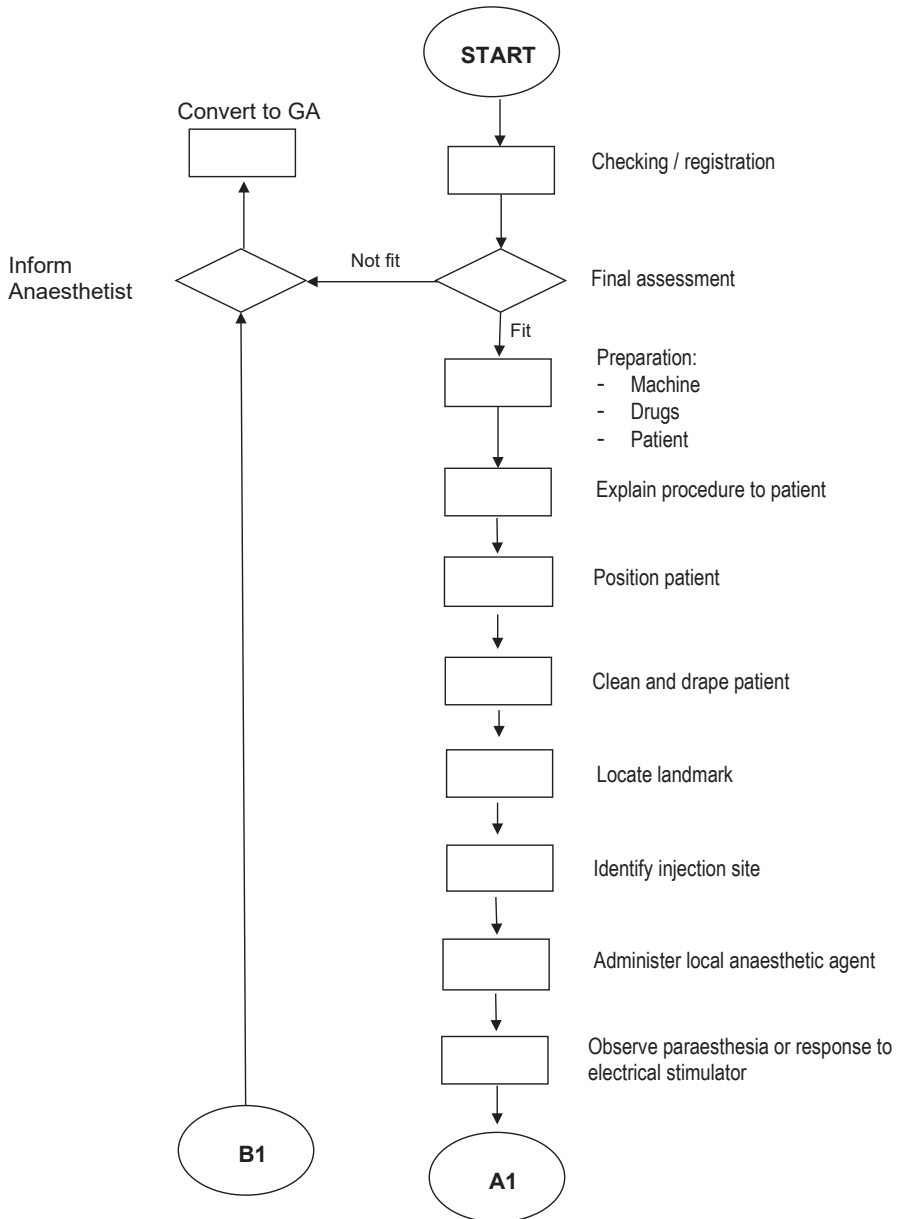 START
Convert to GA
Checking / registration
Inform
Anaesthetist
Not fit
Final assessment
Fit
Preparation:
- Machine
- Drugs
- Patient
Explain procedure to patient
Position patient
Clean and drape patient
Locate landmark
Identify injection site
Administer local anaesthetic agent
Observe paraesthesia or response to
electrical stimulator
B1
A1